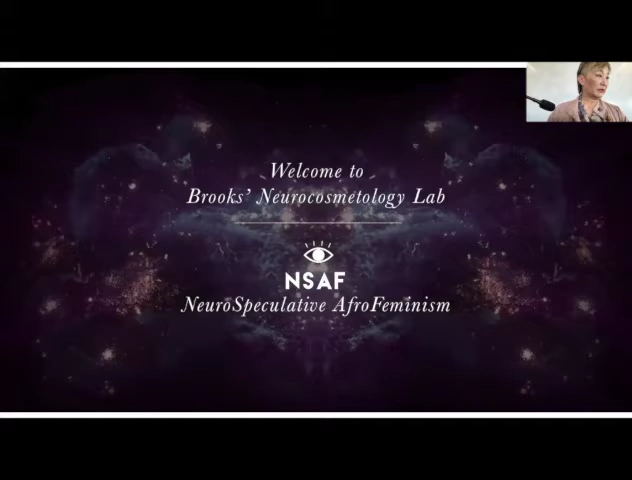 Welcome to
Brooks' Neurocosmetology Lab
NSAF
NeuroSpeculative AfroFeminism